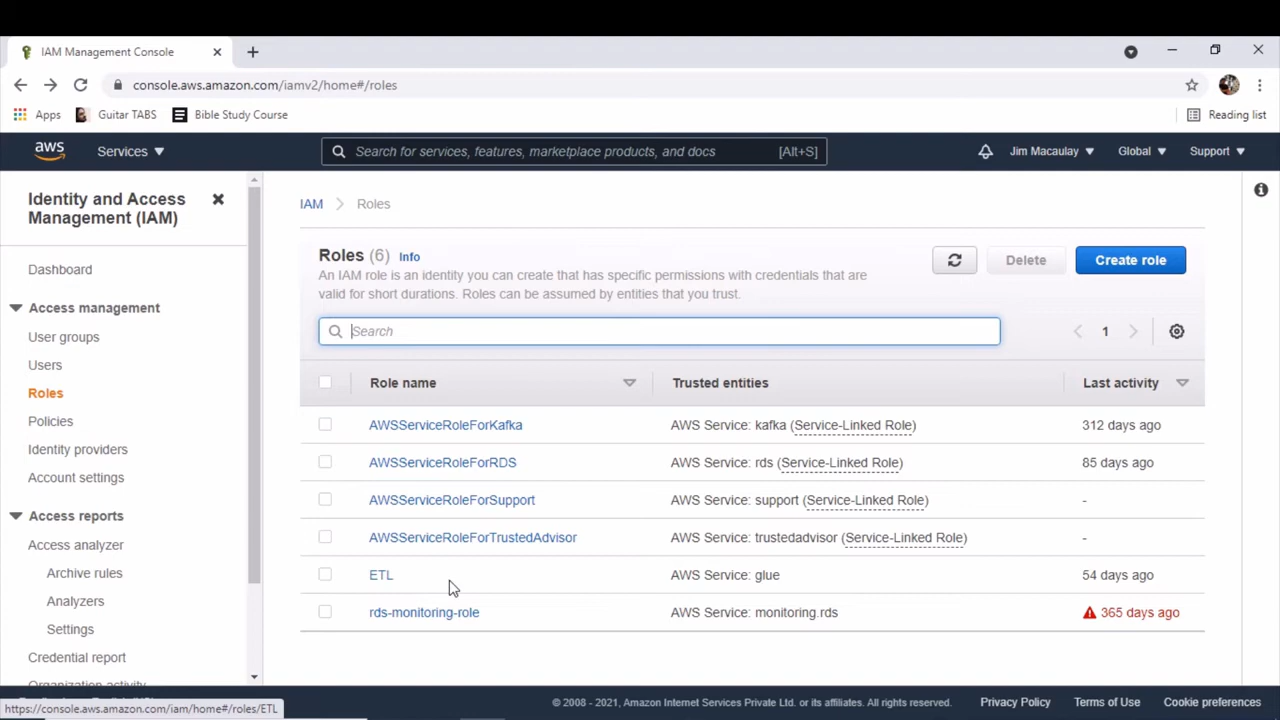 IAM Management Console
console.aws.amazon.com/iamv2/home#/roles
Apps Guitar TABS Bible Study Course Reading list
aws Services Search for services, features, marketplace products, and docs [Alt+S] Jim Macaulay Global Support
Identity and Access
Management (IAM)
Dashboard
Access management
User groups
Users
Roles
Policies
Identity providers
Account settings
Access reports
Access analyzer
Archive rules
Analyzers
Settings
Credential report
IAM > Roles
Roles (6) Info
An IAM role is an identity you can create that has specific permissions with credentials that are
valid for short durations. Roles can be assumed by entities that you trust.
Delete
Create role
Search
1
Role name Trusted entities Last activity
AWSServiceRoleForKafka AWS Service: kafka (Service-Linked Role) 312 days ago
AWSServiceRoleForRDS AWS Service: rds (Service-Linked Role) 85 days ago
AWSServiceRoleForSupport AWS Service: support (Service-Linked Role) -
AWSServiceRoleForTrustedAdvisor AWS Service: trustedadvisor (Service-Linked Role) -
ETL AWS Service: glue 54 days ago
rds-monitoring-role AWS Service: monitoring.rds 365 days ago
https://console.aws.amazon.com/iam/home#/roles/ETL
© 2008 - 2021, Amazon Internet Services Private Ltd. or its affiliates. All rights reserved. Privacy Policy Terms of Use Cookie preferences